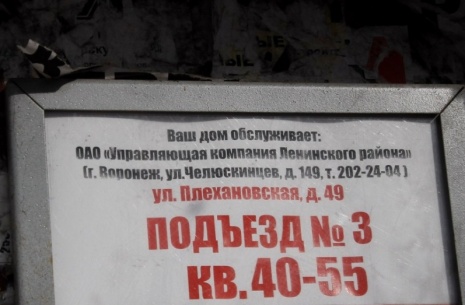 Ваш дом обслуживает:
ОАО «Управляющая компания Ленинского района»
(г. Воронеж, ул.Челюскинцев, д. 149, т. 202-24-04 )
ул. Плехановская, д. 49
ПОДЪЕЗД № 3
КВ. 40-55